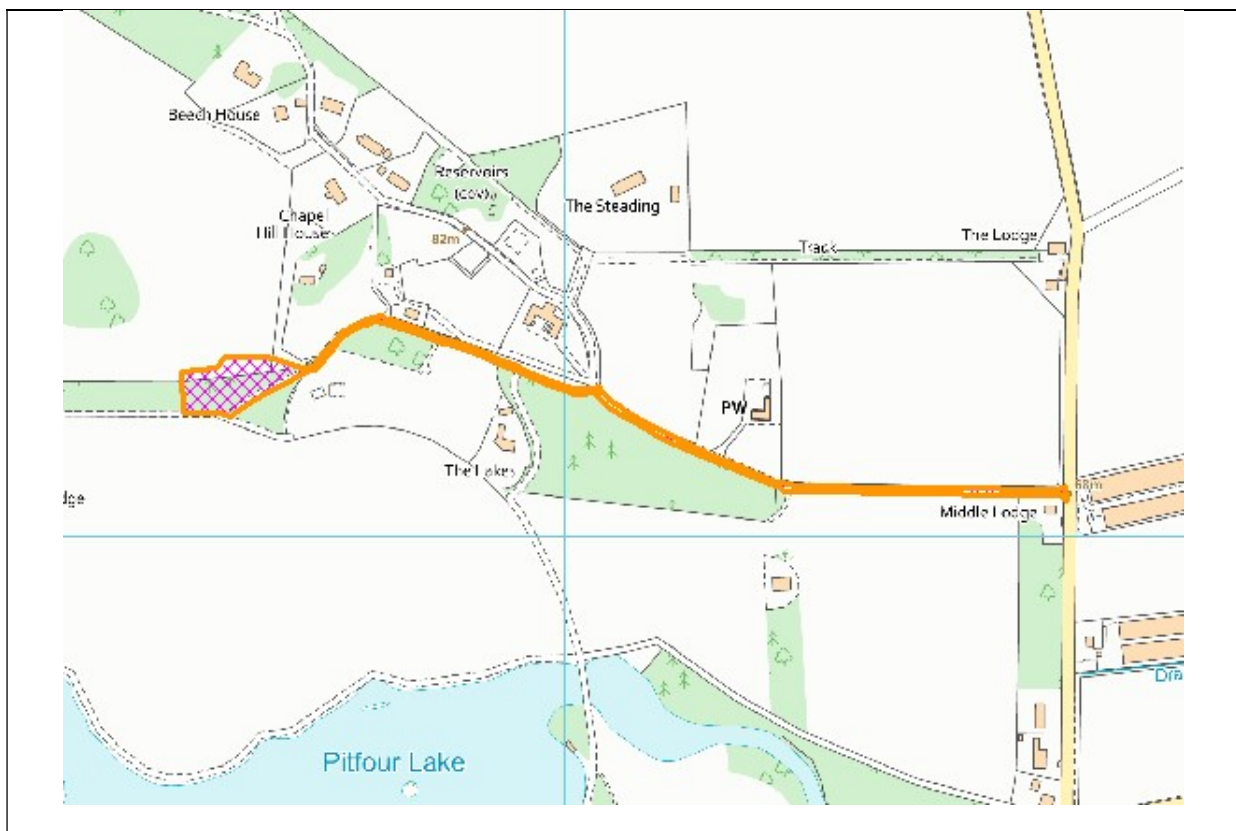 Beech House
Reservoirs
(cov)
The Steading
Chapel
Hill House
82m
The Lodge
Track
PW
The Lakes
68m
Middle Lodge
dge
Pitfour Lake
Dra